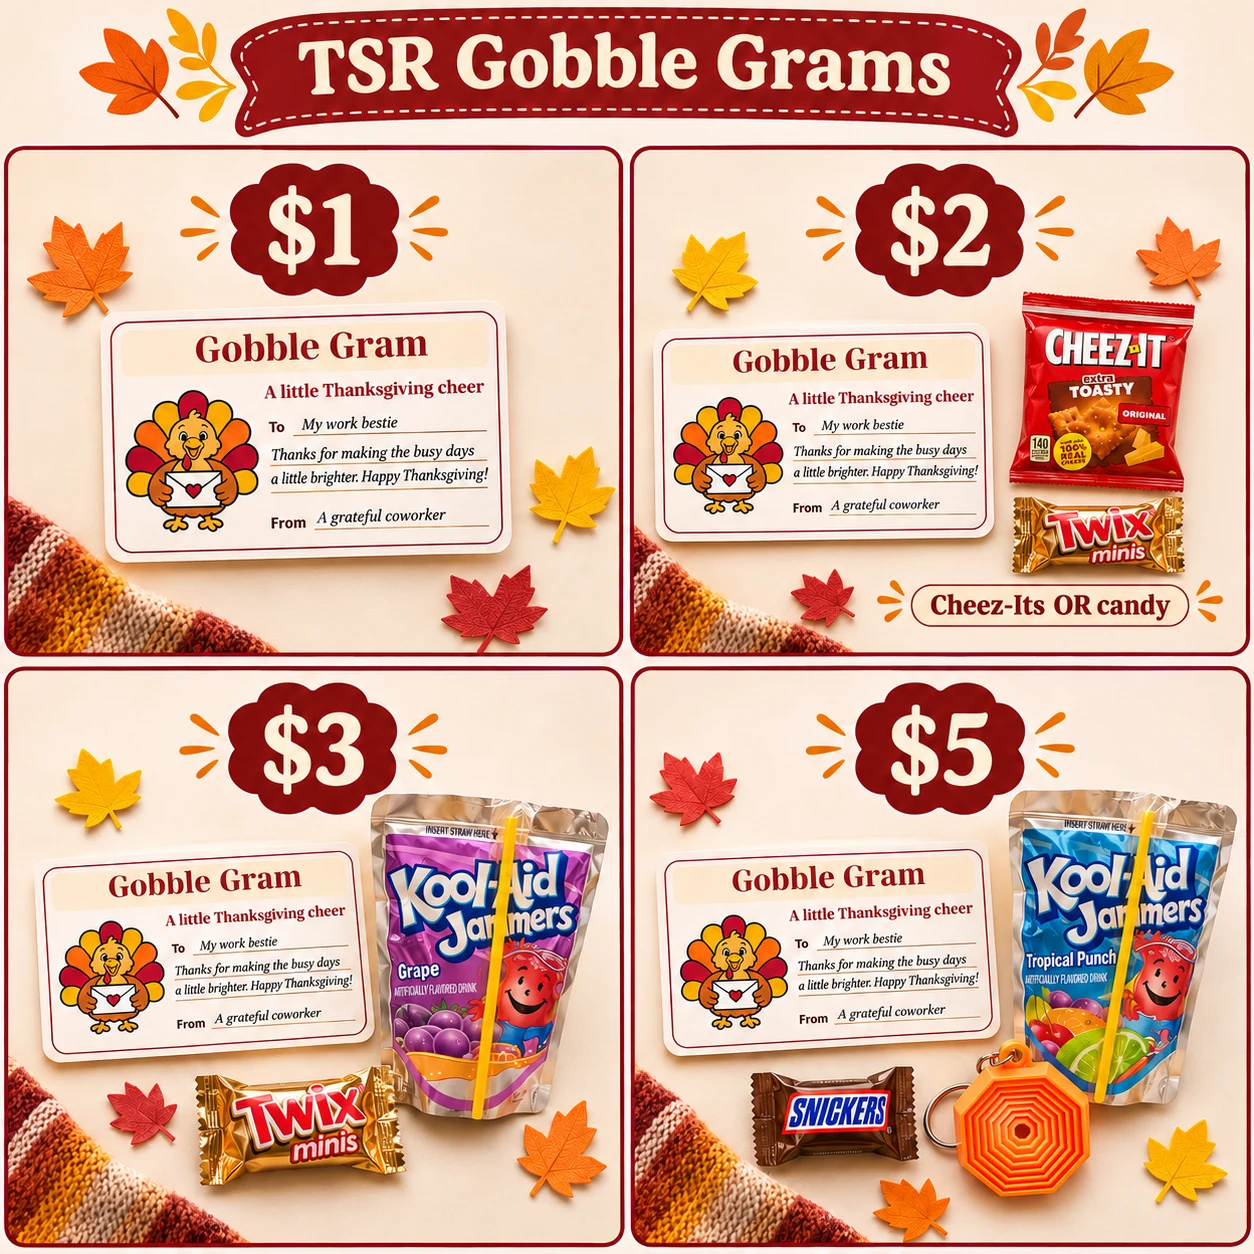 TSR Gobble Grams
$1
Gobble Gram
A little Thanksgiving cheer
To My work bestie
Thanks for making the busy days
a little brighter. Happy Thanksgiving!
From A grateful coworker
$2
Gobble Gram
A little Thanksgiving cheer
To My work bestie
Thanks for making the busy days
a little brighter. Happy Thanksgiving!
From A grateful coworker
CHEEZ-IT
extra
TOASTY
ORIGINAL
140
100%
REAL
CHEESE
TWIX
minis
Cheez-Its OR candy
$3
Gobble Gram
A little Thanksgiving cheer
To My work bestie
Thanks for making the busy days
a little brighter. Happy Thanksgiving!
From A grateful coworker
INSERT STRAW HERE
Kool-Aid
Jammers
Grape
ARTIFICIALLY FLAVORED DRINK
TWIX
minis
$5
Gobble Gram
A little Thanksgiving cheer
To My work bestie
Thanks for making the busy days
a little brighter. Happy Thanksgiving!
From A grateful coworker
INSERT STRAW HERE
Kool-Aid
Jammers
Tropical Punch
ARTIFICIALLY FLAVORED DRINK
SNICKERS